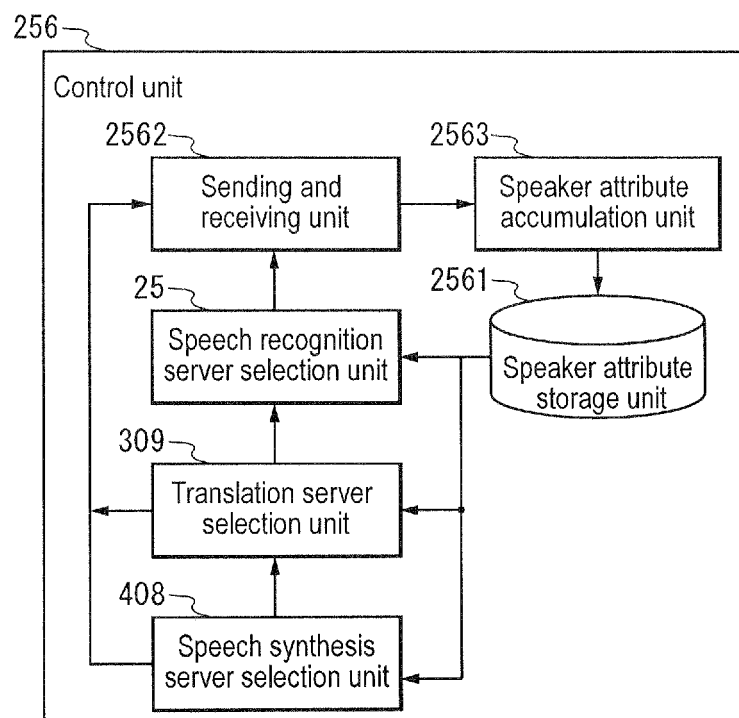 256
Control unit
2562
Sending and
receiving unit
2563
Speaker attribute
accumulation unit
25
Speech recognition
server selection unit
2561
Speaker attribute
storage unit
309
Translation server
selection unit
408
Speech synthesis
server selection unit